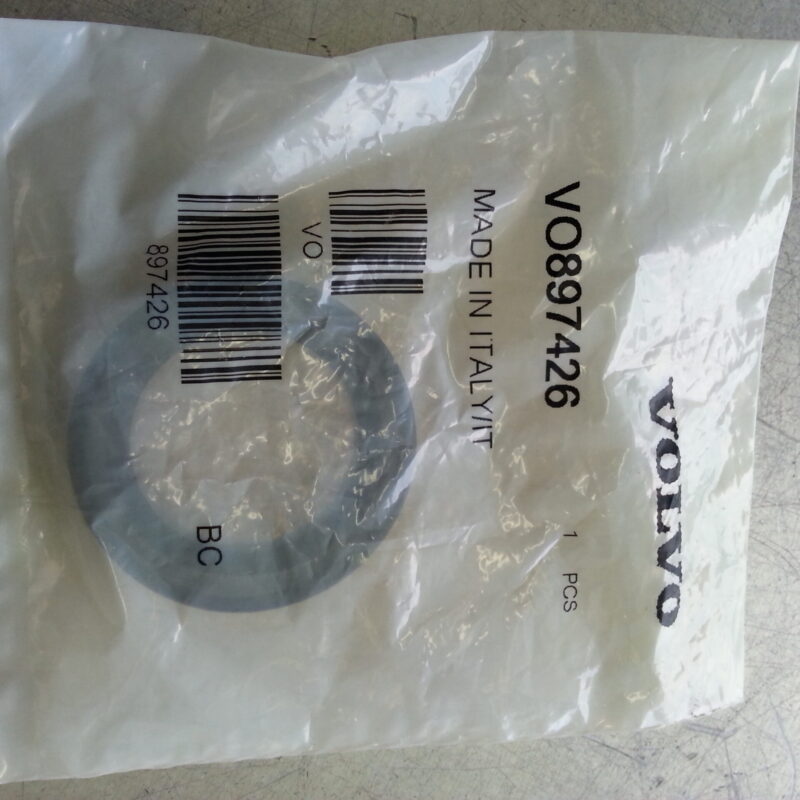 VOLVO
VO897426 1 PCS
MADE IN ITALY/IT
VO
897426
BC